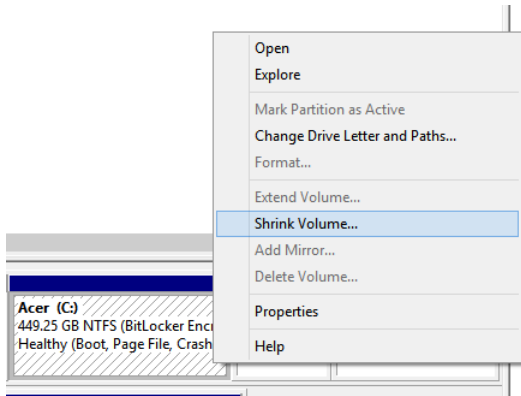 Open
Explore
Mark Partition as Active
Change Drive Letter and Paths...
Format...
Extend Volume...
Shrink Volume...
Add Mirror...
Delete Volume...
Properties
Help
Acer (C:)
449.25 GB NTFS (BitLocker
Healthy (Boot, Page File, Crash